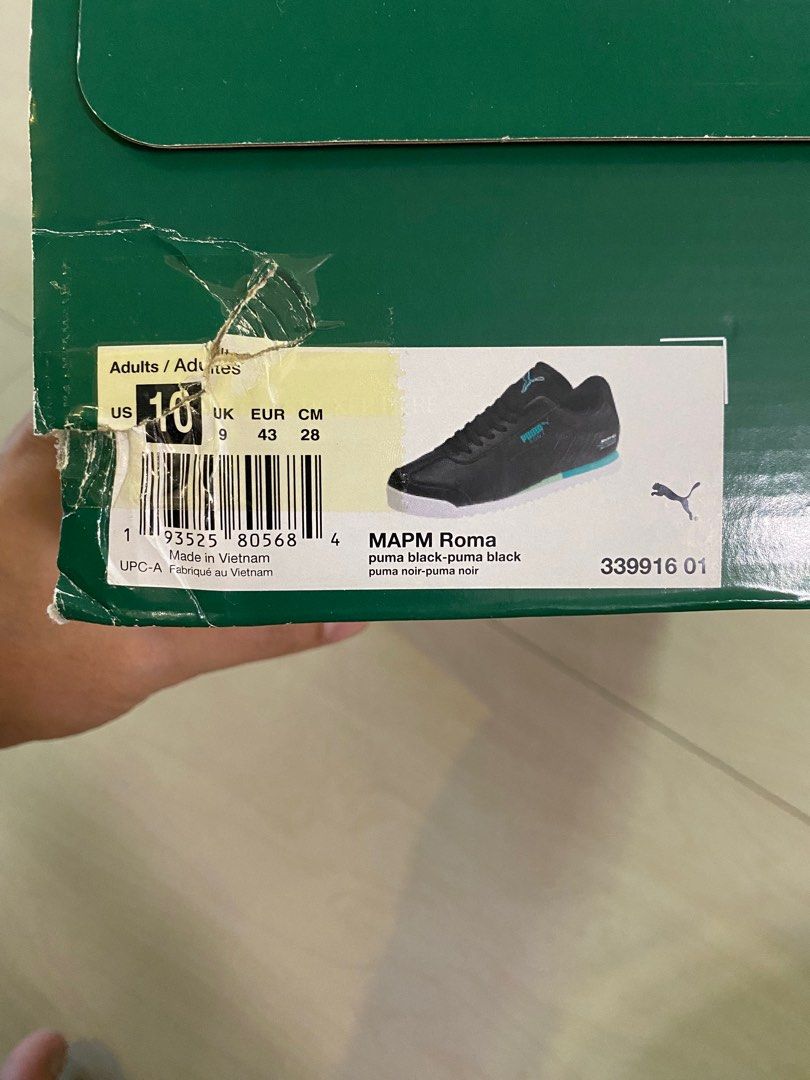 Adults / Adultes
US 10 UK 9 EUR 43 CM 28
1 93525 80568 4
Made in Vietnam
UPC-A Fabriqué au Vietnam
PUMA
MAPM Roma
puma black-puma black
puma noir-puma noir
339916 01